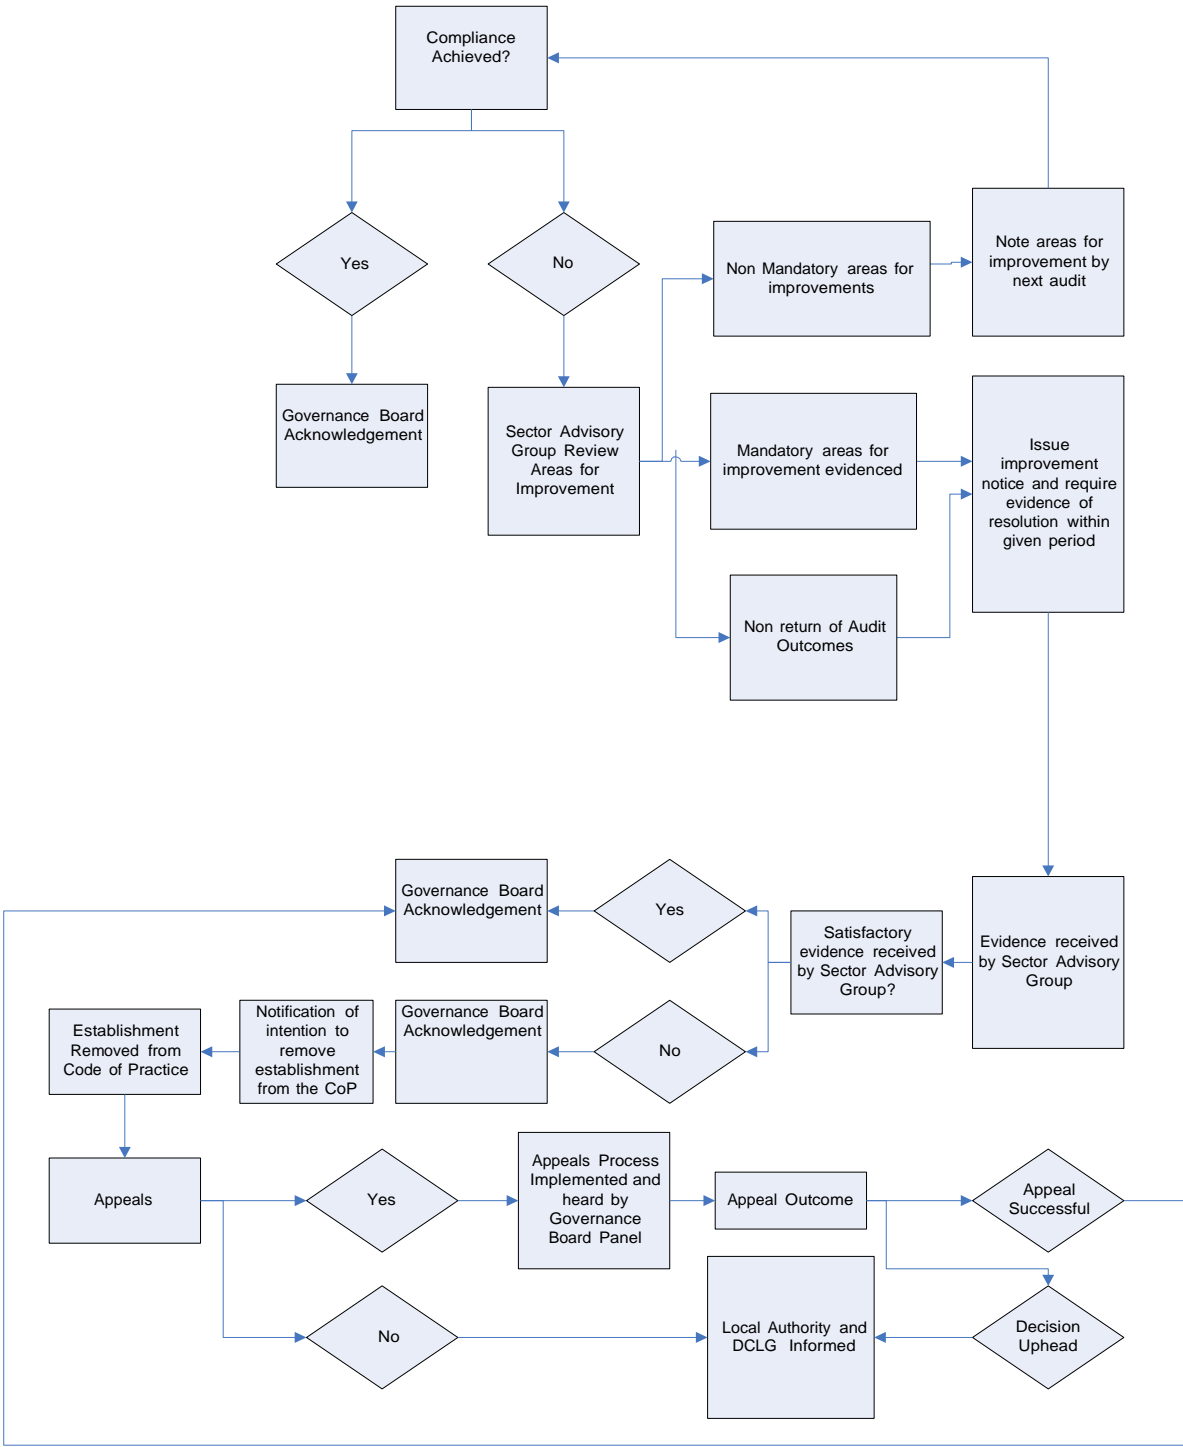 Compliance
Achieved?
Yes
No
Non Mandatory areas for
improvements
Note areas for
improvement by
next audit
Governance Board
Acknowledgement
Sector Advisory
Group Review
Areas for
Improvement
Mandatory areas for
improvement evidenced
Issue
improvement
notice and require
evidence of
resolution within
given period
Non return of Audit
Outcomes
Governance Board
Acknowledgement
Yes
Satisfactory
evidence received
by Sector Advisory
Group?
Evidence received
by Sector Advisory
Group
Establishment
Removed from
Code of Practice
Notification of
intention to
remove
establishment
from the CoP
Governance Board
Acknowledgement
No
Appeals
Yes
Appeals Process
Implemented and
heard by
Governance
Board Panel
Appeal Outcome
Appeal
Successful
No
Local Authority and
DCLG Informed
Decision
Uphead